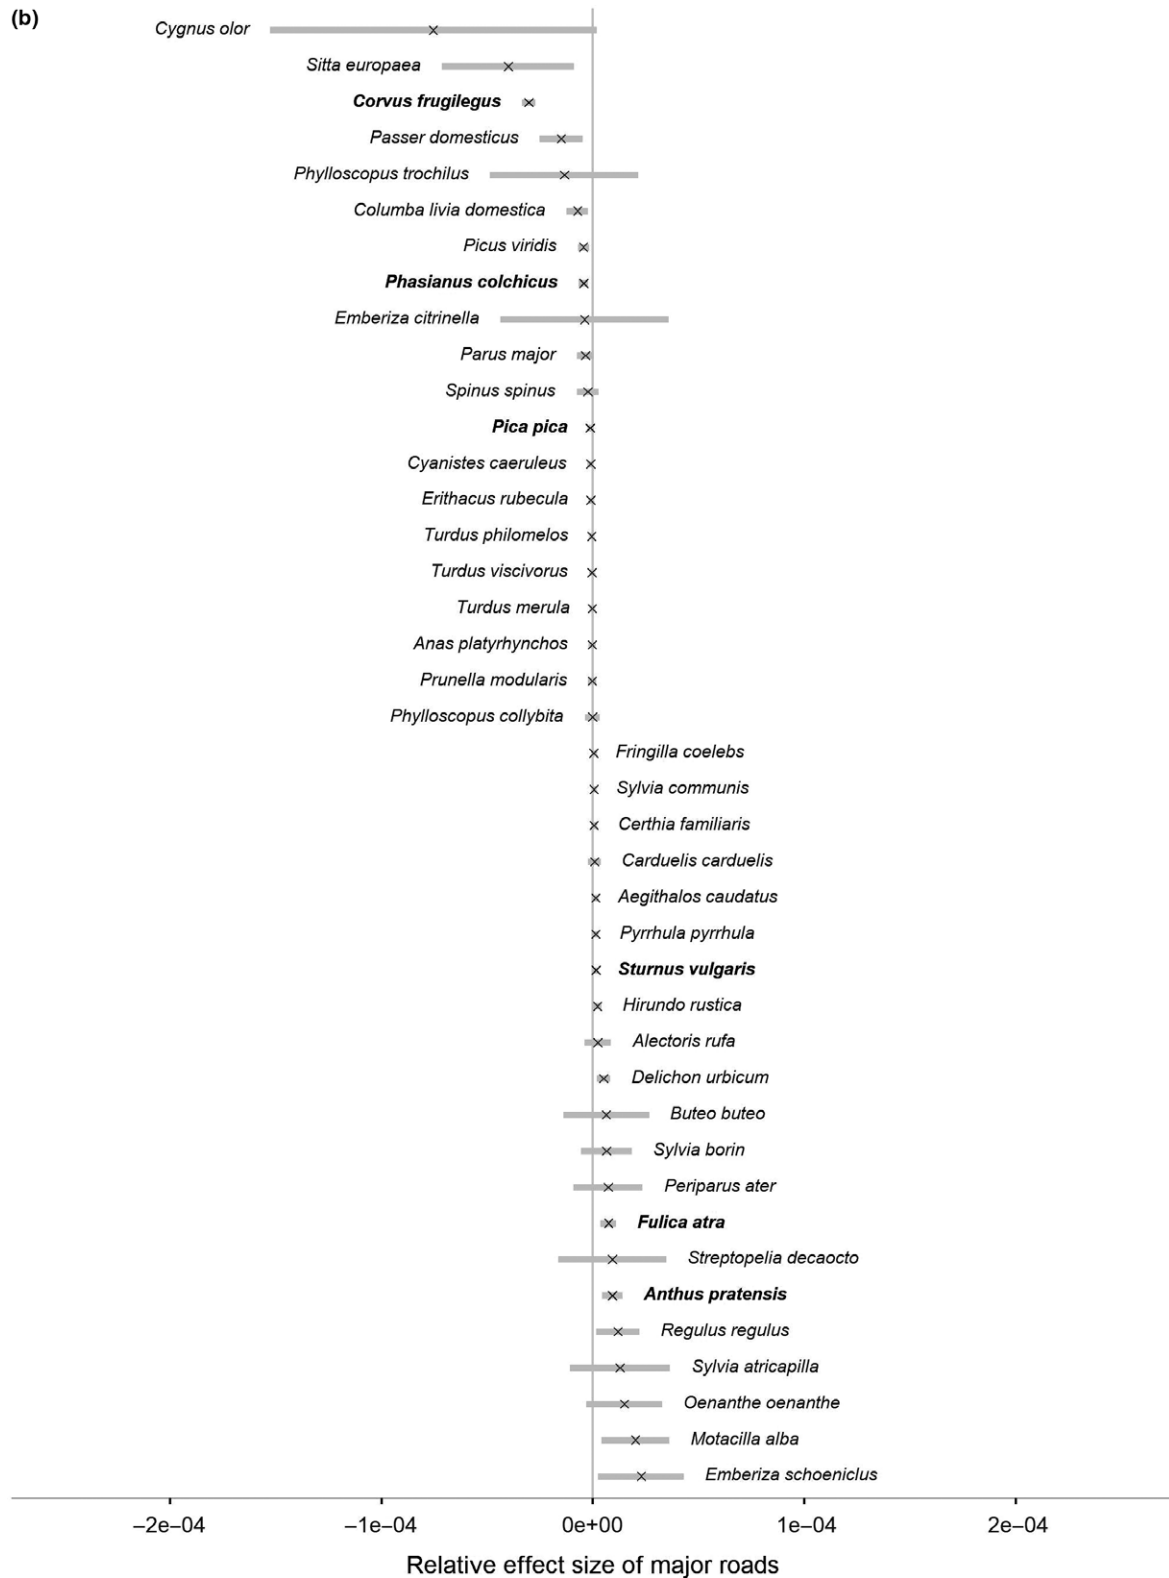 (b)
Cygnus olor
Sitta europaea
Corvus frugilegus
Passer domesticus
Phylloscopus trochilus
Columba livia domestica
Picus viridis
Phasianus colchicus
Emberiza citrinella
Parus major
Spinus spinus
Pica pica
Cyanistes caeruleus
Erithacus rubecula
Turdus philomelos
Turdus viscivorus
Turdus merula
Anas platyrhynchos
Prunella modularis
Phylloscopus collybita
Fringilla coelebs
Sylvia communis
Certhia familiaris
Carduelis carduelis
Aegithalos caudatus
Pyrrhula pyrrhula
Sturnus vulgaris
Hirundo rustica
Alectoris rufa
Delichon urbicum
Buteo buteo
Sylvia borin
Periparus ater
Fulica atra
Streptopelia decaocto
Anthus pratensis
Regulus regulus
Sylvia atricapilla
Oenanthe oenanthe
Motacilla alba
Emberiza schoeniclus
−2e−04 −1e−04 0e+00 1e−04 2e−04
Relative effect size of major roads